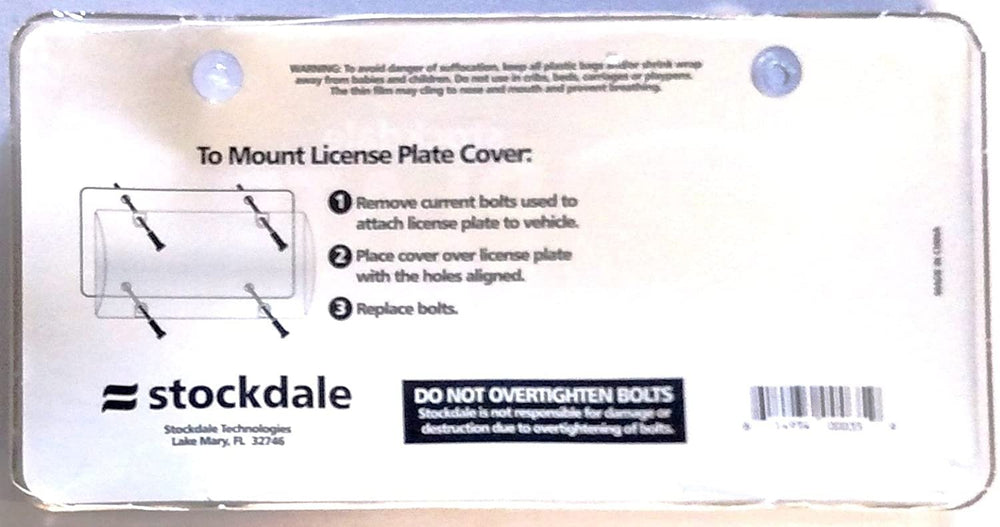 WARNING: To avoid danger of suffocation, keep all plastic bags and/or shrink wrap
away from babies and children. Do not use in cribs, beds, carriages or playpens.
The thin film may cling to nose and mouth and prevent breathing.
To Mount License Plate Cover:
1 Remove current bolts used to
attach license plate to vehicle.
2 Place cover over license plate
with the holes aligned.
3 Replace bolts.
MADE IN CHINA
stockdale
Stockdale Technologies
Lake Mary, FL 32746
DO NOT OVERTIGHTEN BOLTS
Stockdale is not responsible for damage or
destruction due to overtightening of bolts.